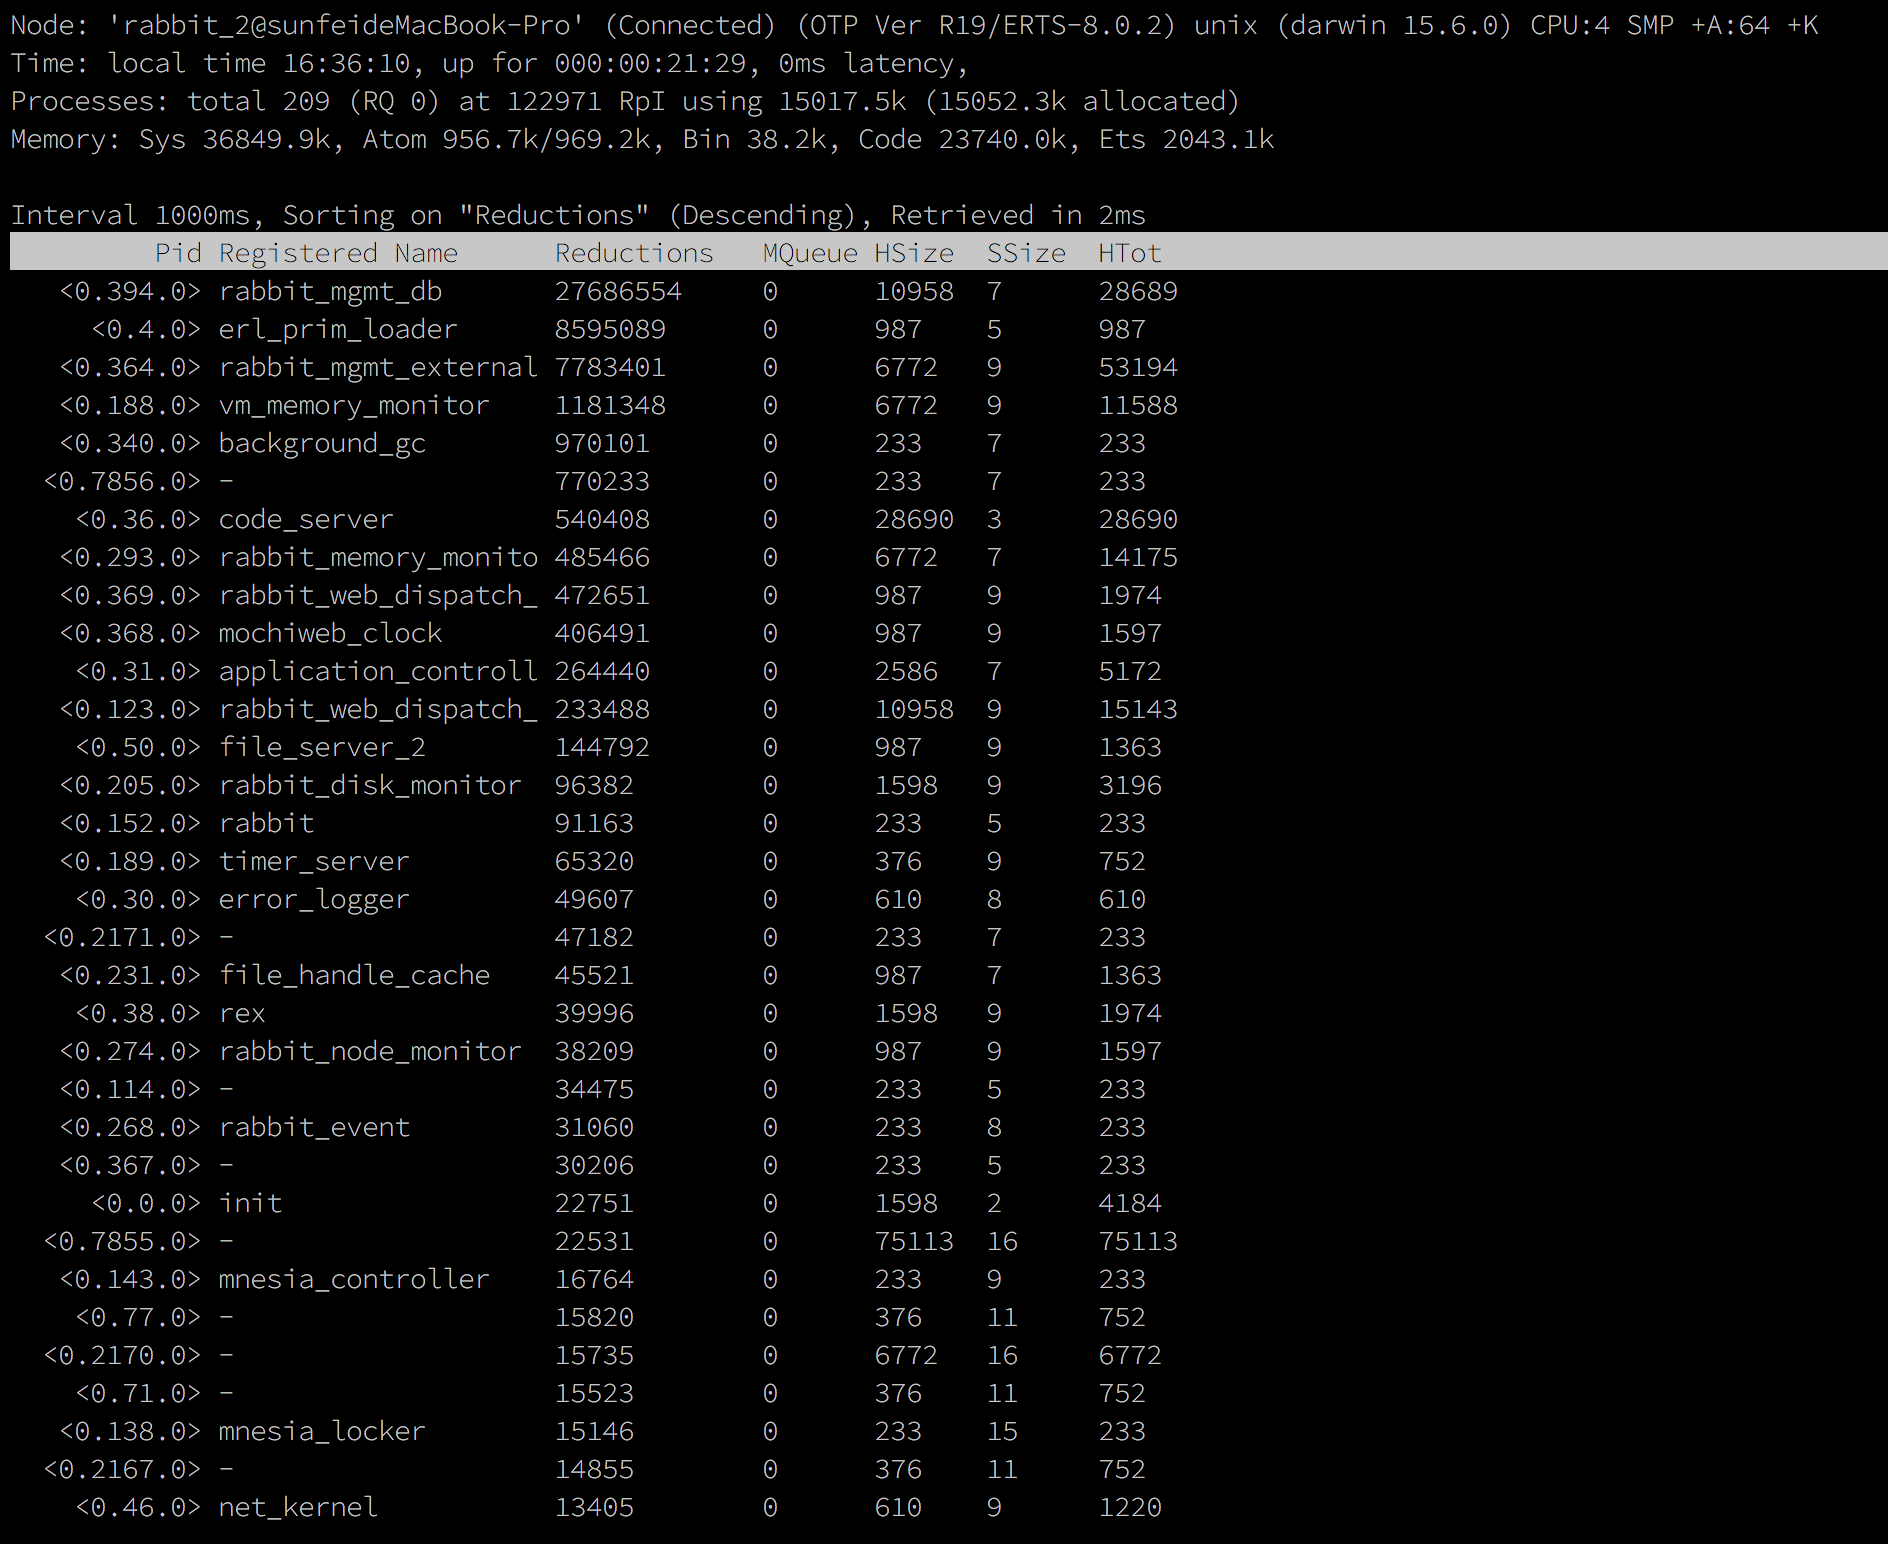 Node: 'rabbit_2@sunfeideMacBook-Pro' (Connected) (OTP Ver R19/ERTS-8.0.2) unix (darwin 15.6.0) CPU:4 SMP +A:64 +K
Time: local time 16:36:10, up for 000:00:21:29, 0ms latency,
Processes: total 209 (RQ 0) at 122971 RpI using 15017.5k (15052.3k allocated)
Memory: Sys 36849.9k, Atom 956.7k/969.2k, Bin 38.2k, Code 23740.0k, Ets 2043.1k
Interval 1000ms, Sorting on "Reductions" (Descending), Retrieved in 2ms
Pid Registered Name Reductions MQueue HSize SSize HTot
<0.394.0> rabbit_mgmt_db 27686554 0 10958 7 28689
<0.4.0> erl_prim_loader 8595089 0 987 5 987
<0.364.0> rabbit_mgmt_external 7783401 0 6772 9 53194
<0.188.0> vm_memory_monitor 1181348 0 6772 9 11588
<0.340.0> background_gc 970101 0 233 7 233
<0.7856.0> - 770233 0 233 7 233
<0.36.0> code_server 540408 0 28690 3 28690
<0.293.0> rabbit_memory_monito 485466 0 6772 7 14175
<0.369.0> rabbit_web_dispatch_ 472651 0 987 9 1974
<0.368.0> mochiweb_clock 406491 0 987 9 1597
<0.31.0> application_controll 264440 0 2586 7 5172
<0.123.0> rabbit_web_dispatch_ 233488 0 10958 9 15143
<0.50.0> file_server_2 144792 0 987 9 1363
<0.205.0> rabbit_disk_monitor 96382 0 1598 9 3196
<0.152.0> rabbit 91163 0 233 5 233
<0.189.0> timer_server 65320 0 376 9 752
<0.30.0> error_logger 49607 0 610 8 610
<0.2171.0> - 47182 0 233 7 233
<0.231.0> file_handle_cache 45521 0 987 7 1363
<0.38.0> rex 39996 0 1598 9 1974
<0.274.0> rabbit_node_monitor 38209 0 987 9 1597
<0.114.0> - 34475 0 233 5 233
<0.268.0> rabbit_event 31060 0 233 8 233
<0.367.0> - 30206 0 233 5 233
<0.0.0> init 22751 0 1598 2 4184
<0.7855.0> - 22531 0 75113 16 75113
<0.143.0> mnesia_controller 16764 0 233 9 233
<0.77.0> - 15820 0 376 11 752
<0.2170.0> - 15735 0 6772 16 6772
<0.71.0> - 15523 0 376 11 752
<0.138.0> mnesia_locker 15146 0 233 15 233
<0.2167.0> - 14855 0 376 11 752
<0.46.0> net_kernel 13405 0 610 9 1220